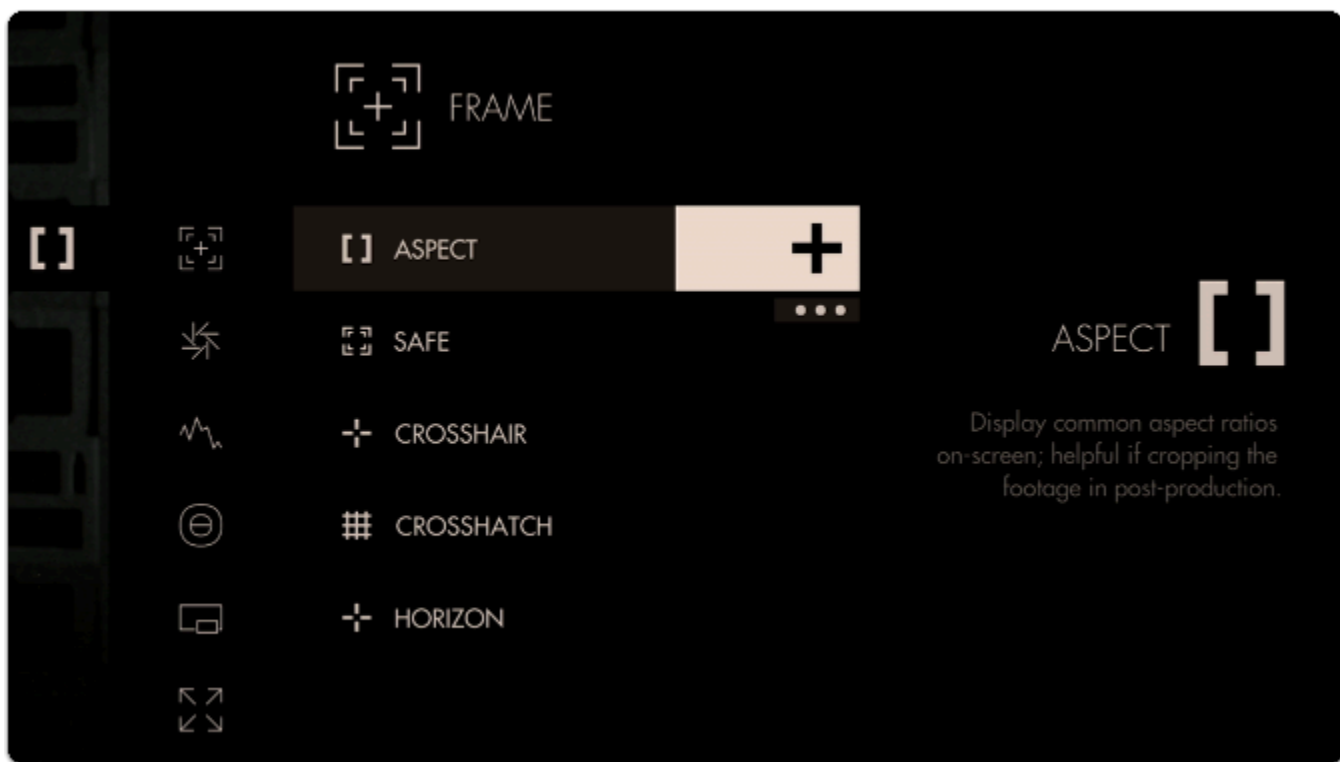 FRAME
ASPECT
SAFE
CROSSHAIR
CROSSHATCH
HORIZON
ASPECT
Display common aspect ratios
on-screen; helpful if cropping the
footage in post-production.